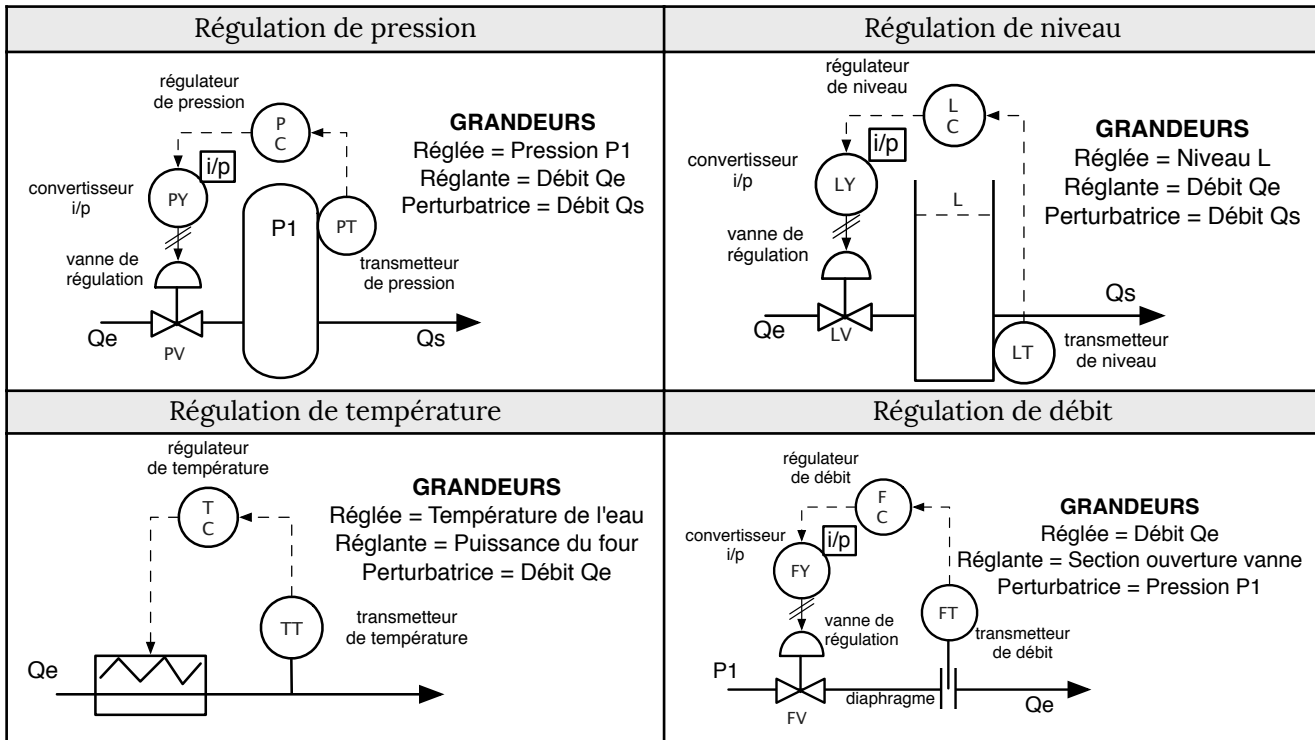 Régulation de pression
régulateur
de pression
P
C
i/p
convertisseur
i/p
PY
P1
PT
vanne de
régulation
transmetteur
de pression
Qe
PV
Qs
GRANDEURS
Réglée = Pression P1
Réglante = Débit Qe
Perturbatrice = Débit Qs
Régulation de niveau
régulateur
de niveau
L
C
i/p
convertisseur
i/p
LY
L
vanne de
régulation
Qe
LV
Qs
LT
transmetteur
de niveau
GRANDEURS
Réglée = Niveau L
Réglante = Débit Qe
Perturbatrice = Débit Qs
Régulation de température
régulateur
de température
T
C
TT
transmetteur
de température
Qe
GRANDEURS
Réglée = Température de l'eau
Réglante = Puissance du four
Perturbatrice = Débit Qe
Régulation de débit
régulateur
de débit
F
C
i/p
convertisseur
i/p
FY
FT
vanne de
régulation
transmetteur
de débit
P1
FV
diaphragme
Qe
GRANDEURS
Réglée = Débit Qe
Réglante = Section ouverture vanne
Perturbatrice = Pression P1